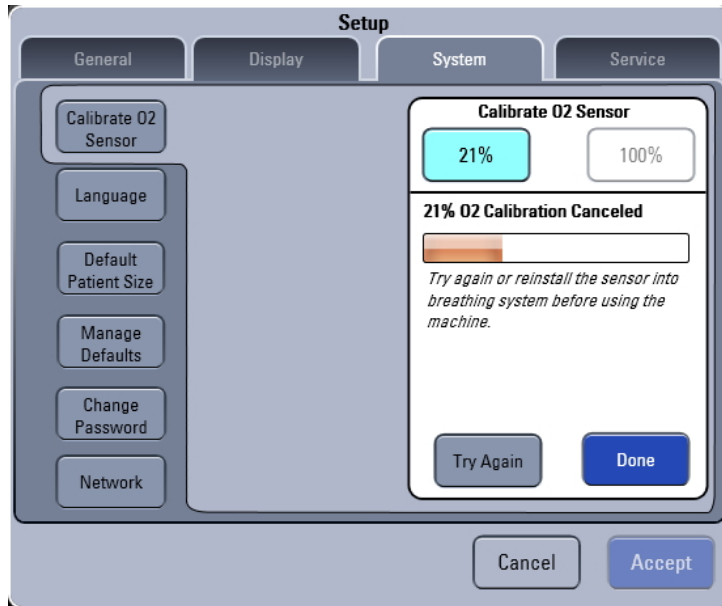 Setup
General
Display
System
Service
Calibrate O2
Sensor
Language
Default
Patient Size
Manage
Defaults
Change
Password
Network
Calibrate O2 Sensor
21%
100%
21% O2 Calibration Canceled
Try again or reinstall the sensor into
breathing system before using the
machine.
Try Again
Done
Cancel
Accept